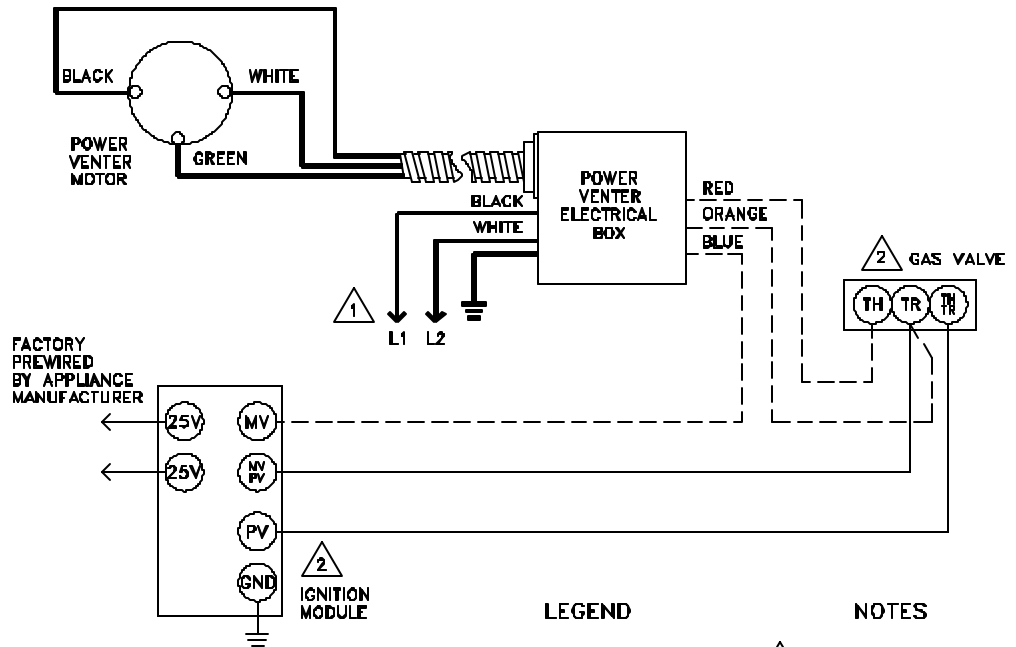 BLACK
WHITE
POWER
VENTER
MOTOR
GREEN
POWER
VENTER
ELECTRICAL
BOX
BLACK
WHITE
RED
ORANGE
BLUE
1
L1 L2
2 GAS VALVE
TH TR TH
TR
FACTORY
PREWIRED
BY APPLIANCE
MANUFACTURER
25V MV
25V MV
PV
PV
GND
2
IGNITION
MODULE
LEGEND NOTES